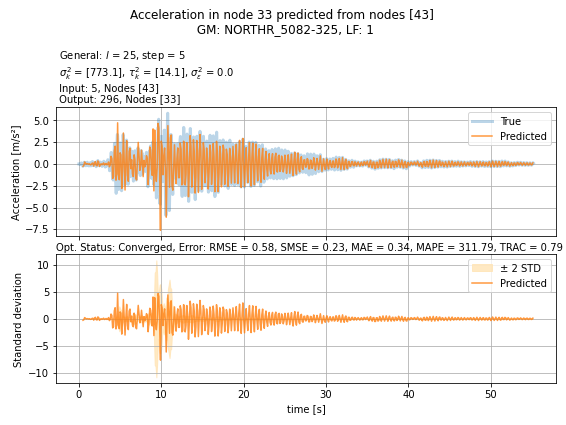 Acceleration in node 33 predicted from nodes [43]
GM: NORTHR_5082-325, LF: 1
General: l = 25, step = 5
σ²ₖ = [773.1], τ²ₖ = [14.1], σ²ε = 0.0
Input: 5, Nodes [43]
Output: 296, Nodes [33]
Acceleration [m/s²]
5.0
2.5
0.0
−2.5
−5.0
−7.5
True
Predicted
Opt. Status: Converged, Error: RMSE = 0.58, SMSE = 0.23, MAE = 0.34, MAPE = 311.79, TRAC = 0.79
Standard deviation
10
5
0
−5
−10
± 2 STD
Predicted
0 10 20 30 40 50
time [s]